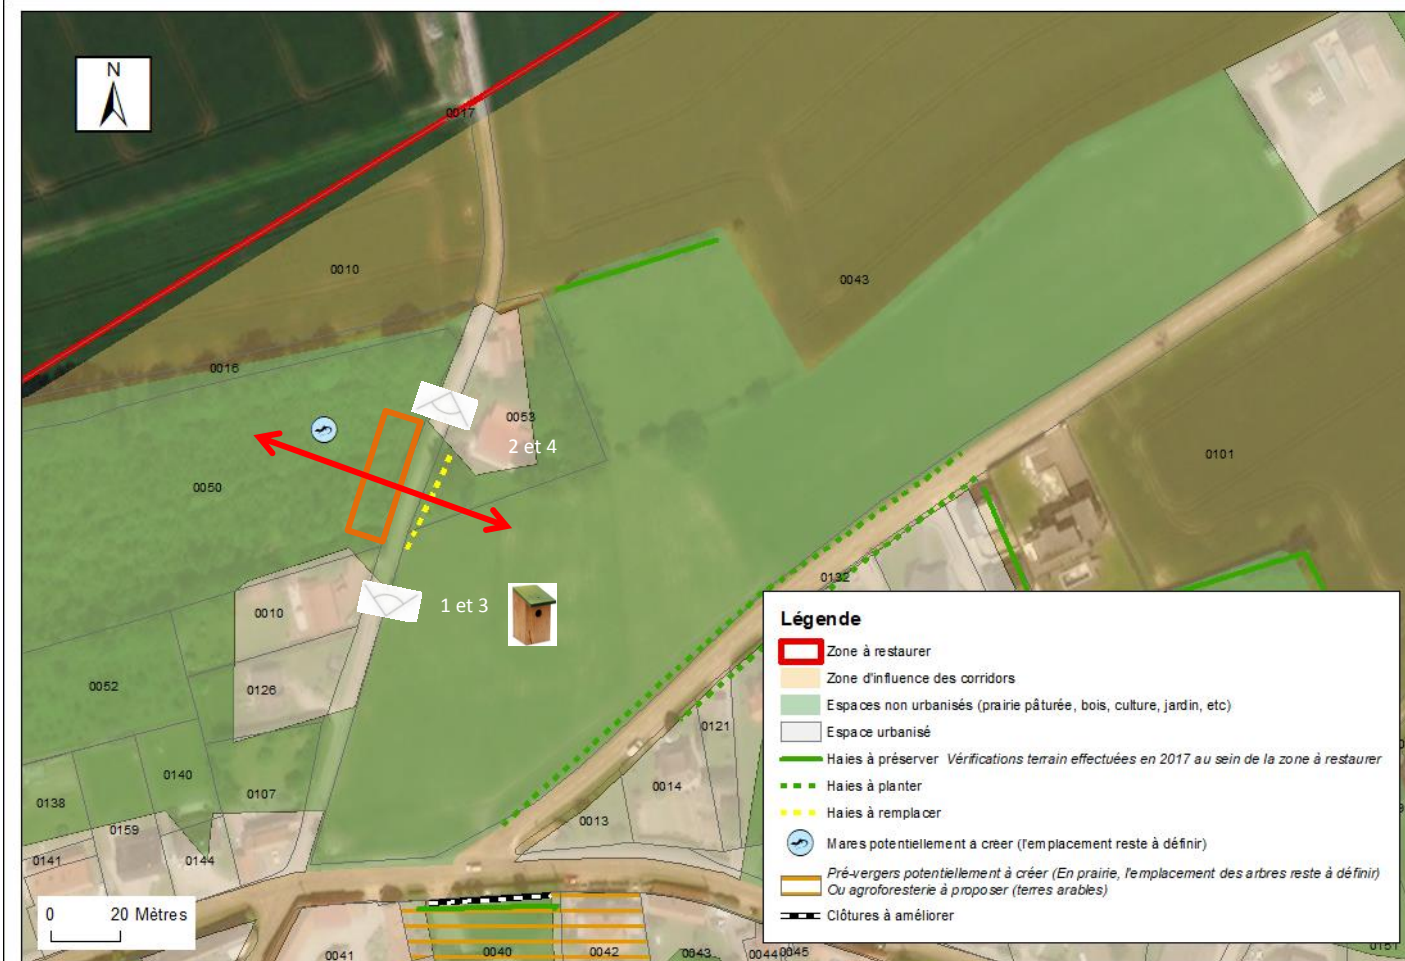 N
0017
0010
0043
0016
0053
2 et 4
0101
0050
0132
1 et 3
0010
0052
0126
0121
0140
0107
0014
0138
0159
0013
0141
0144
0 20 Mètres
0041
0040
0042
0043
0044
0045
0151
Légende
Zone à restaurer
Zone d'influence des corridors
Espaces non urbanisés (prairie pâturée, bois, culture, jardin, etc)
Espace urbanisé
Haies à préserver Vérifications terrain effectuées en 2017 au sein de la zone à restaurer
Haies à planter
Haies à remplacer
Mares potentiellement à créer (l'emplacement reste à définir)
Pré-vergers potentiellement à créer (En prairie, l'emplacement des arbres reste à définir)
Ou agroforesterie à proposer (terres arables)
Clôtures à améliorer